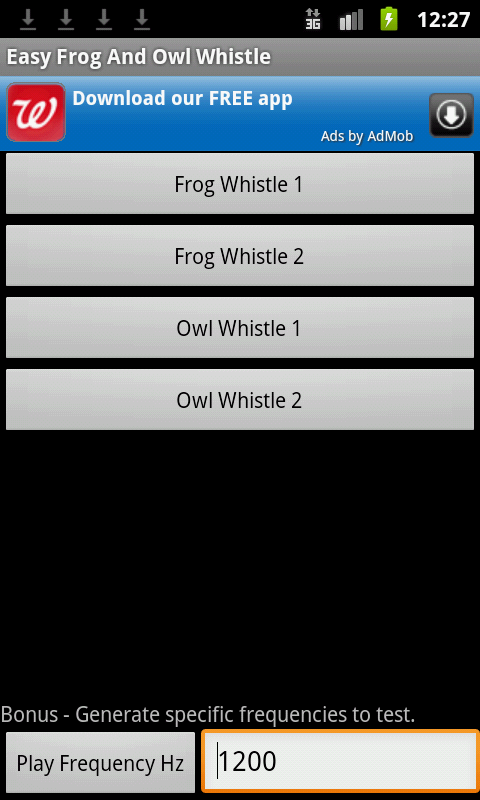 3G 12:27
Easy Frog And Owl Whistle
W Download our FREE app
Ads by AdMob
Frog Whistle 1
Frog Whistle 2
Owl Whistle 1
Owl Whistle 2
Bonus - Generate specific frequencies to test.
Play Frequency Hz 1200